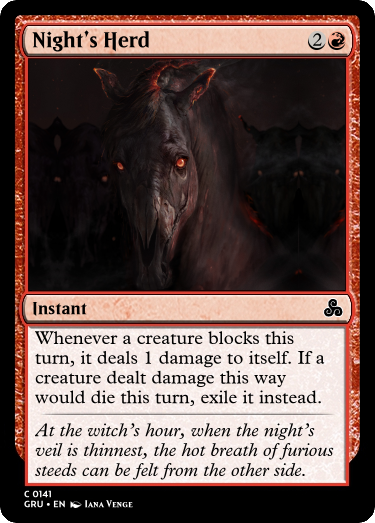 Night's Herd 2
Instant
Whenever a creature blocks this
turn, it deals 1 damage to itself. If a
creature dealt damage this way
would die this turn, exile it instead.
At the witch's hour, when the night's
veil is thinnest, the hot breath of furious
steeds can be felt from the other side.
C 0141
GRU • EN Iana Venge